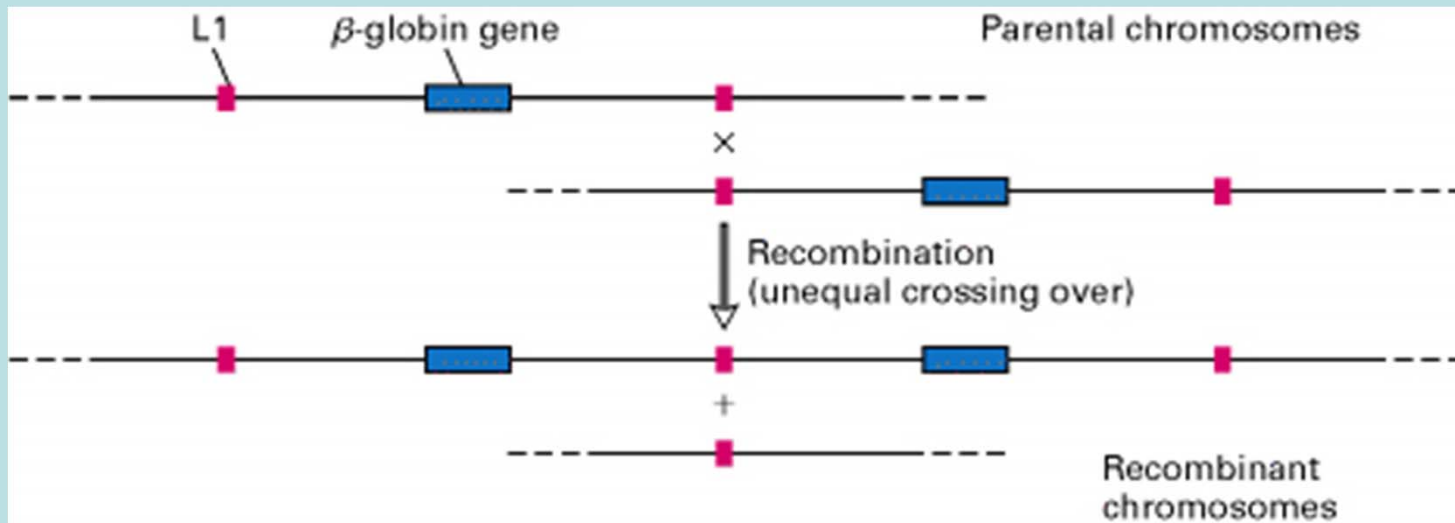 L1
β-globin gene
Parental chromosomes
×
Recombination
(unequal crossing over)
+
Recombinant
chromosomes